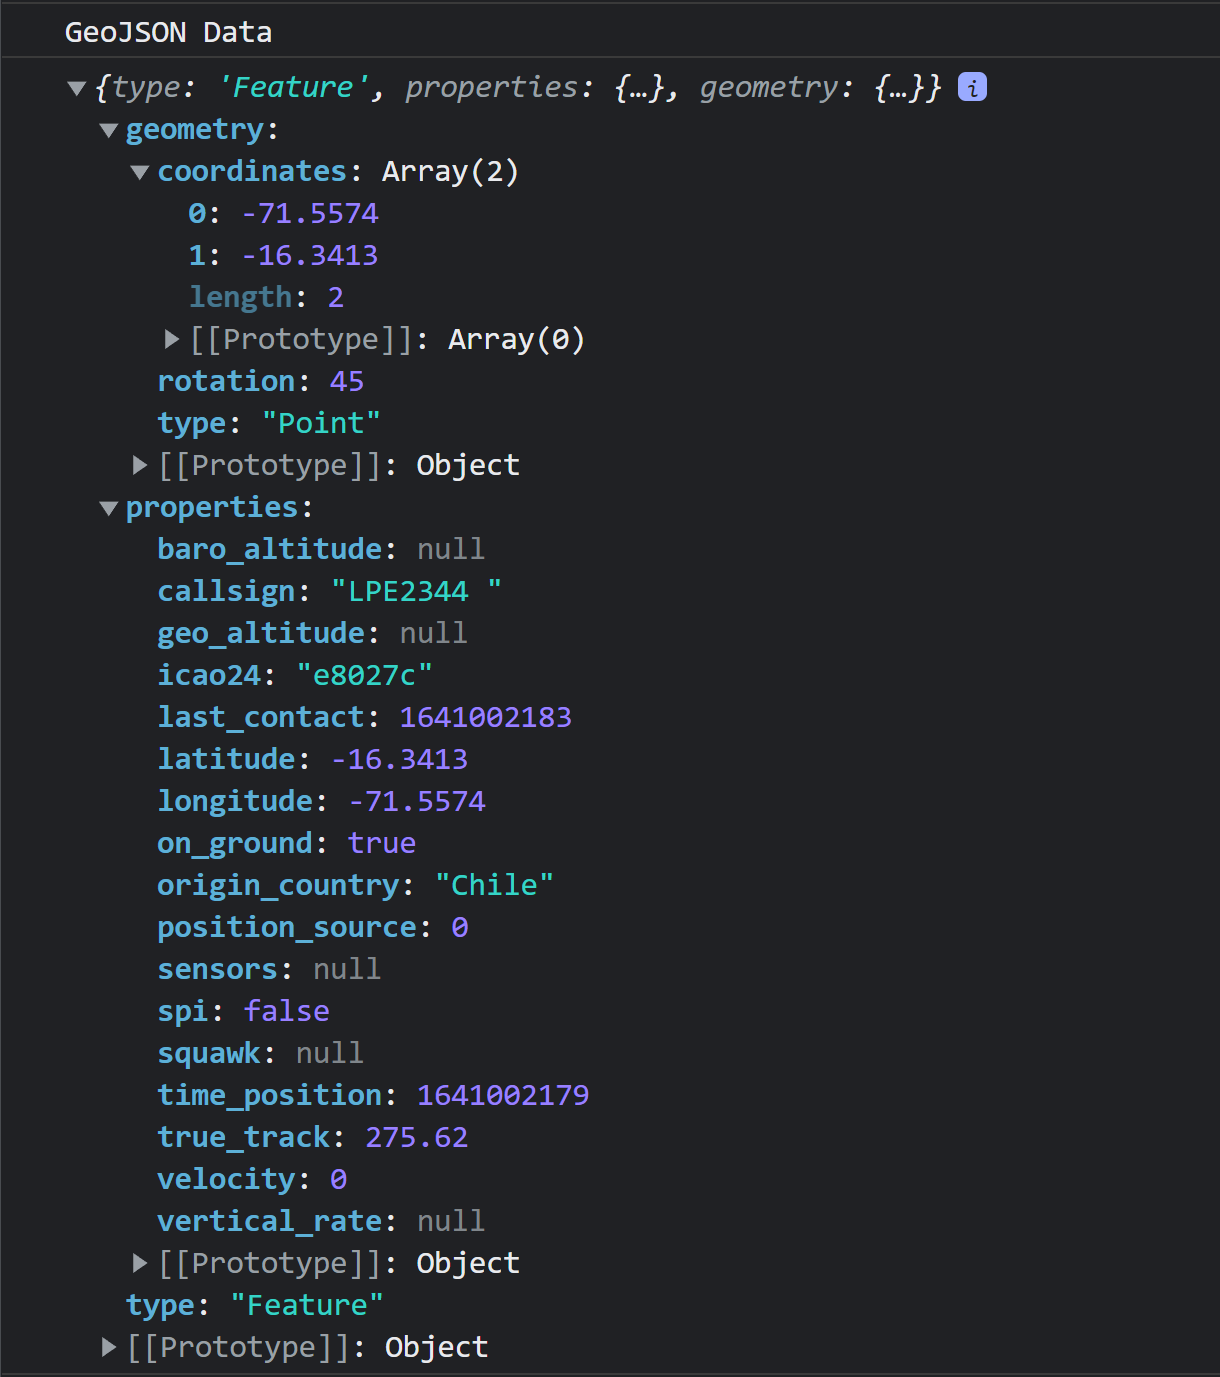 GeoJSON Data
▼{type: 'Feature', properties: {…}, geometry: {…}} i
▼geometry:
▼coordinates: Array(2)
0: -71.5574
1: -16.3413
length: 2
▶[[Prototype]]: Array(0)
rotation: 45
type: "Point"
▶[[Prototype]]: Object
▼properties:
baro_altitude: null
callsign: "LPE2344 "
geo_altitude: null
icao24: "e8027c"
last_contact: 1641002183
latitude: -16.3413
longitude: -71.5574
on_ground: true
origin_country: "Chile"
position_source: 0
sensors: null
spi: false
squawk: null
time_position: 1641002179
true_track: 275.62
velocity: 0
vertical_rate: null
▶[[Prototype]]: Object
type: "Feature"
▶[[Prototype]]: Object